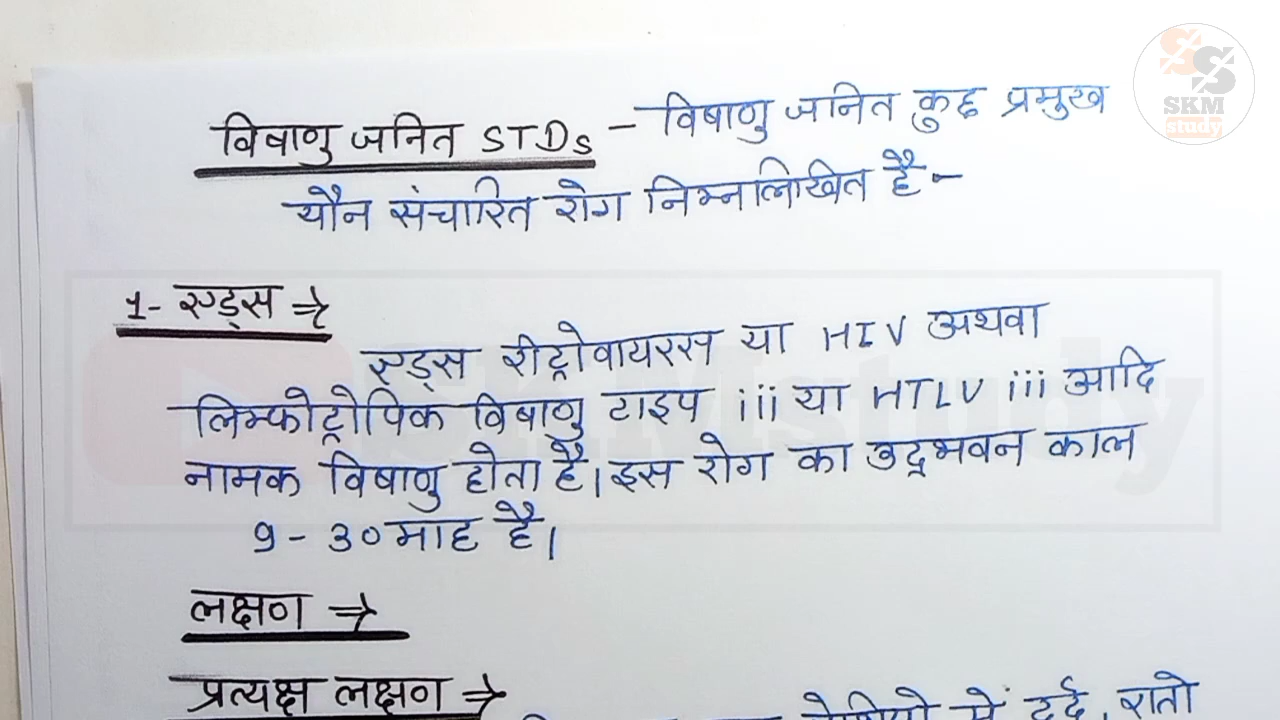 SKM
study
विषाणु जनित STDs - विषाणु जनित कुछ प्रमुख
यौन संचारित रोग निम्नलिखित है -
1- एड्स →
एड्स रीट्रोवायरस या HIV अथवा
लिम्फोट्रोपिक विषाणु टाइप iii या HTLV iii आदि
नामक विषाणु होता है। इस रोग का उद्भवन काल
9 - 30 माह है।
लक्षण →
प्रत्यक्ष लक्षण →
में दर्द, रातो